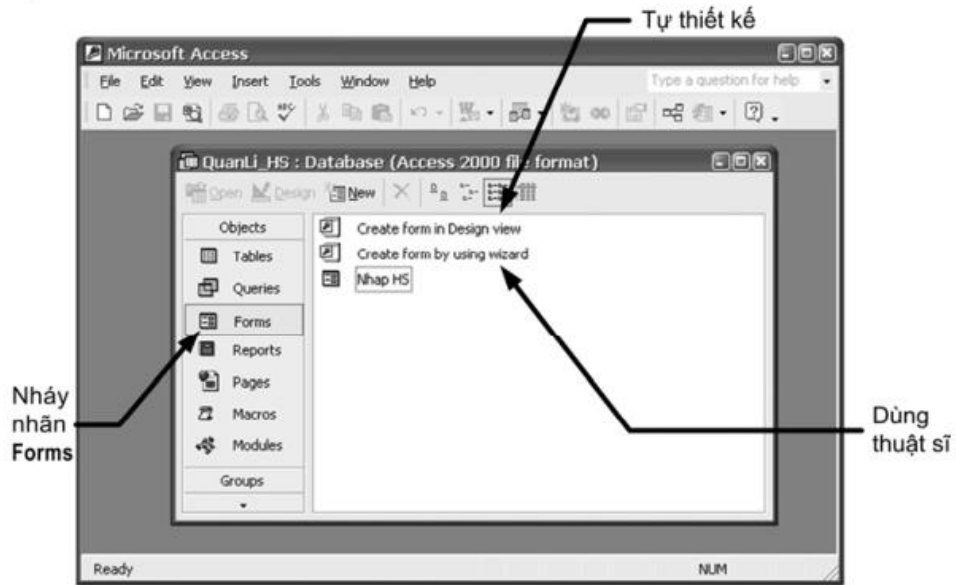 Tự thiết kế
Microsoft Access
File Edit View Insert Tools Window Help Type a question for help
QuanLi_HS : Database (Access 2000 file format)
Open Design New
Objects
Tables
Queries
Forms
Reports
Pages
Macros
Modules
Groups
Create form in Design view
Create form by using wizard
Nhap HS
Nháy
nhãn
Forms
Dùng
thuật sĩ
Ready NUM